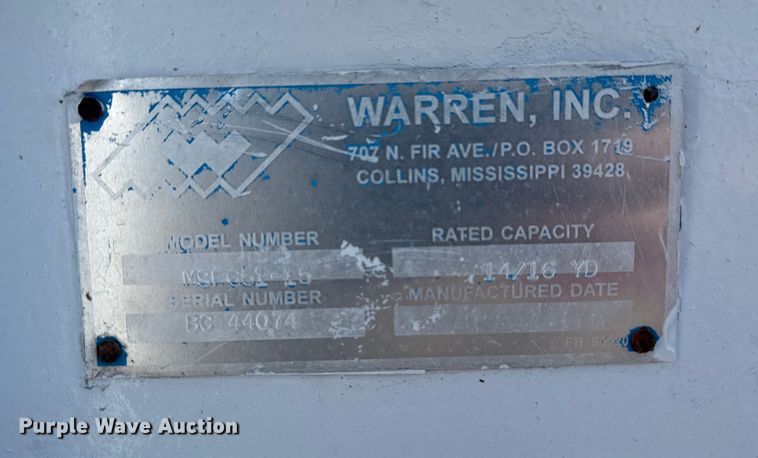 WARREN, INC.
707 N. FIR AVE./P.O. BOX 1719
COLLINS, MISSISSIPPI 39428
MODEL NUMBER
RATED CAPACITY
14/16 YD
SERIAL NUMBER
MANUFACTURED DATE
BC 44074
Purple Wave Auction